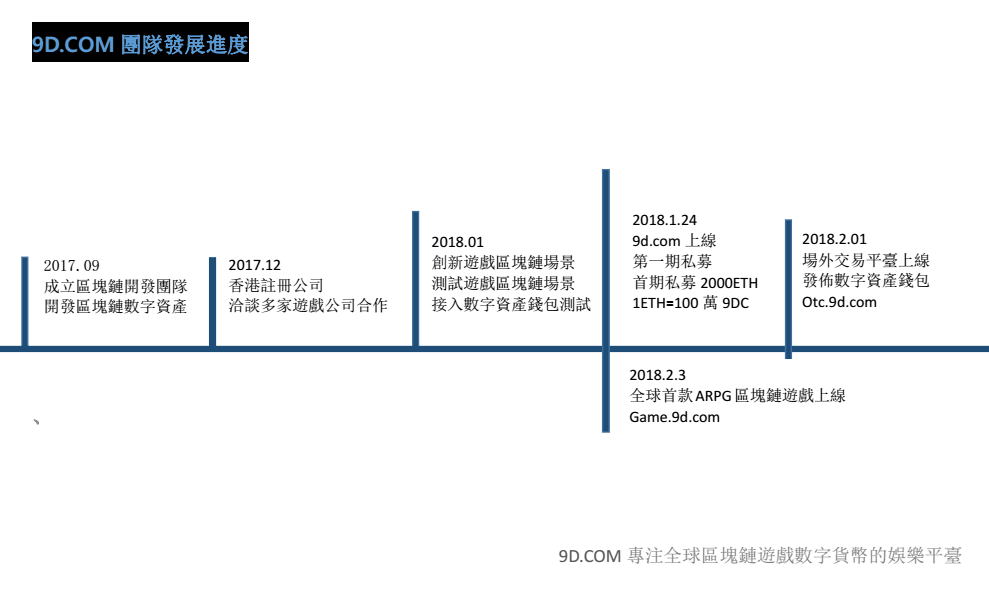 9D.COM 團隊發展進度
2017.09
成立區塊鏈開發團隊
開發區塊鏈數字資產
2017.12
香港註冊公司
洽談多家遊戲公司合作
2018.01
創新遊戲區塊鏈場景
測試遊戲區塊鏈場景
接入數字資產錢包測試
2018.1.24
9d.com 上線
第一期私募
首期私募 2000ETH
1ETH=100 萬 9DC
2018.2.01
場外交易平臺上線
發佈數字資產錢包
Otc.9d.com
2018.2.3
全球首款 ARPG 區塊鏈遊戲上線
Game.9d.com
、
9D.COM 專注全球區塊鏈遊戲數字貨幣的娛樂平臺